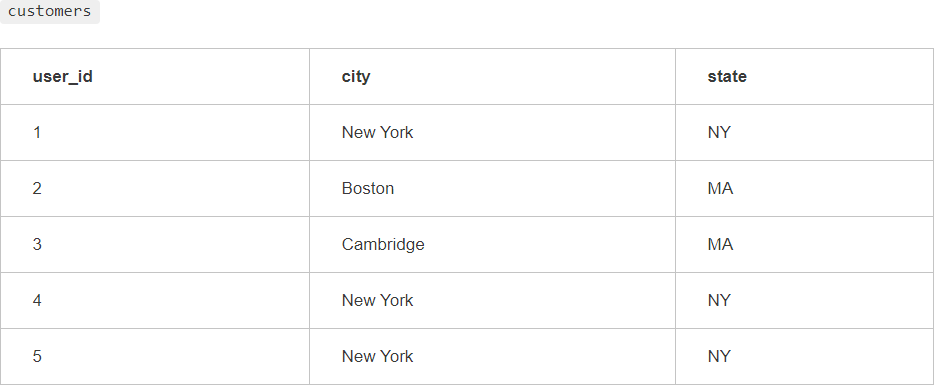 customers
user_id city state
1 New York NY
2 Boston MA
3 Cambridge MA
4 New York NY
5 New York NY